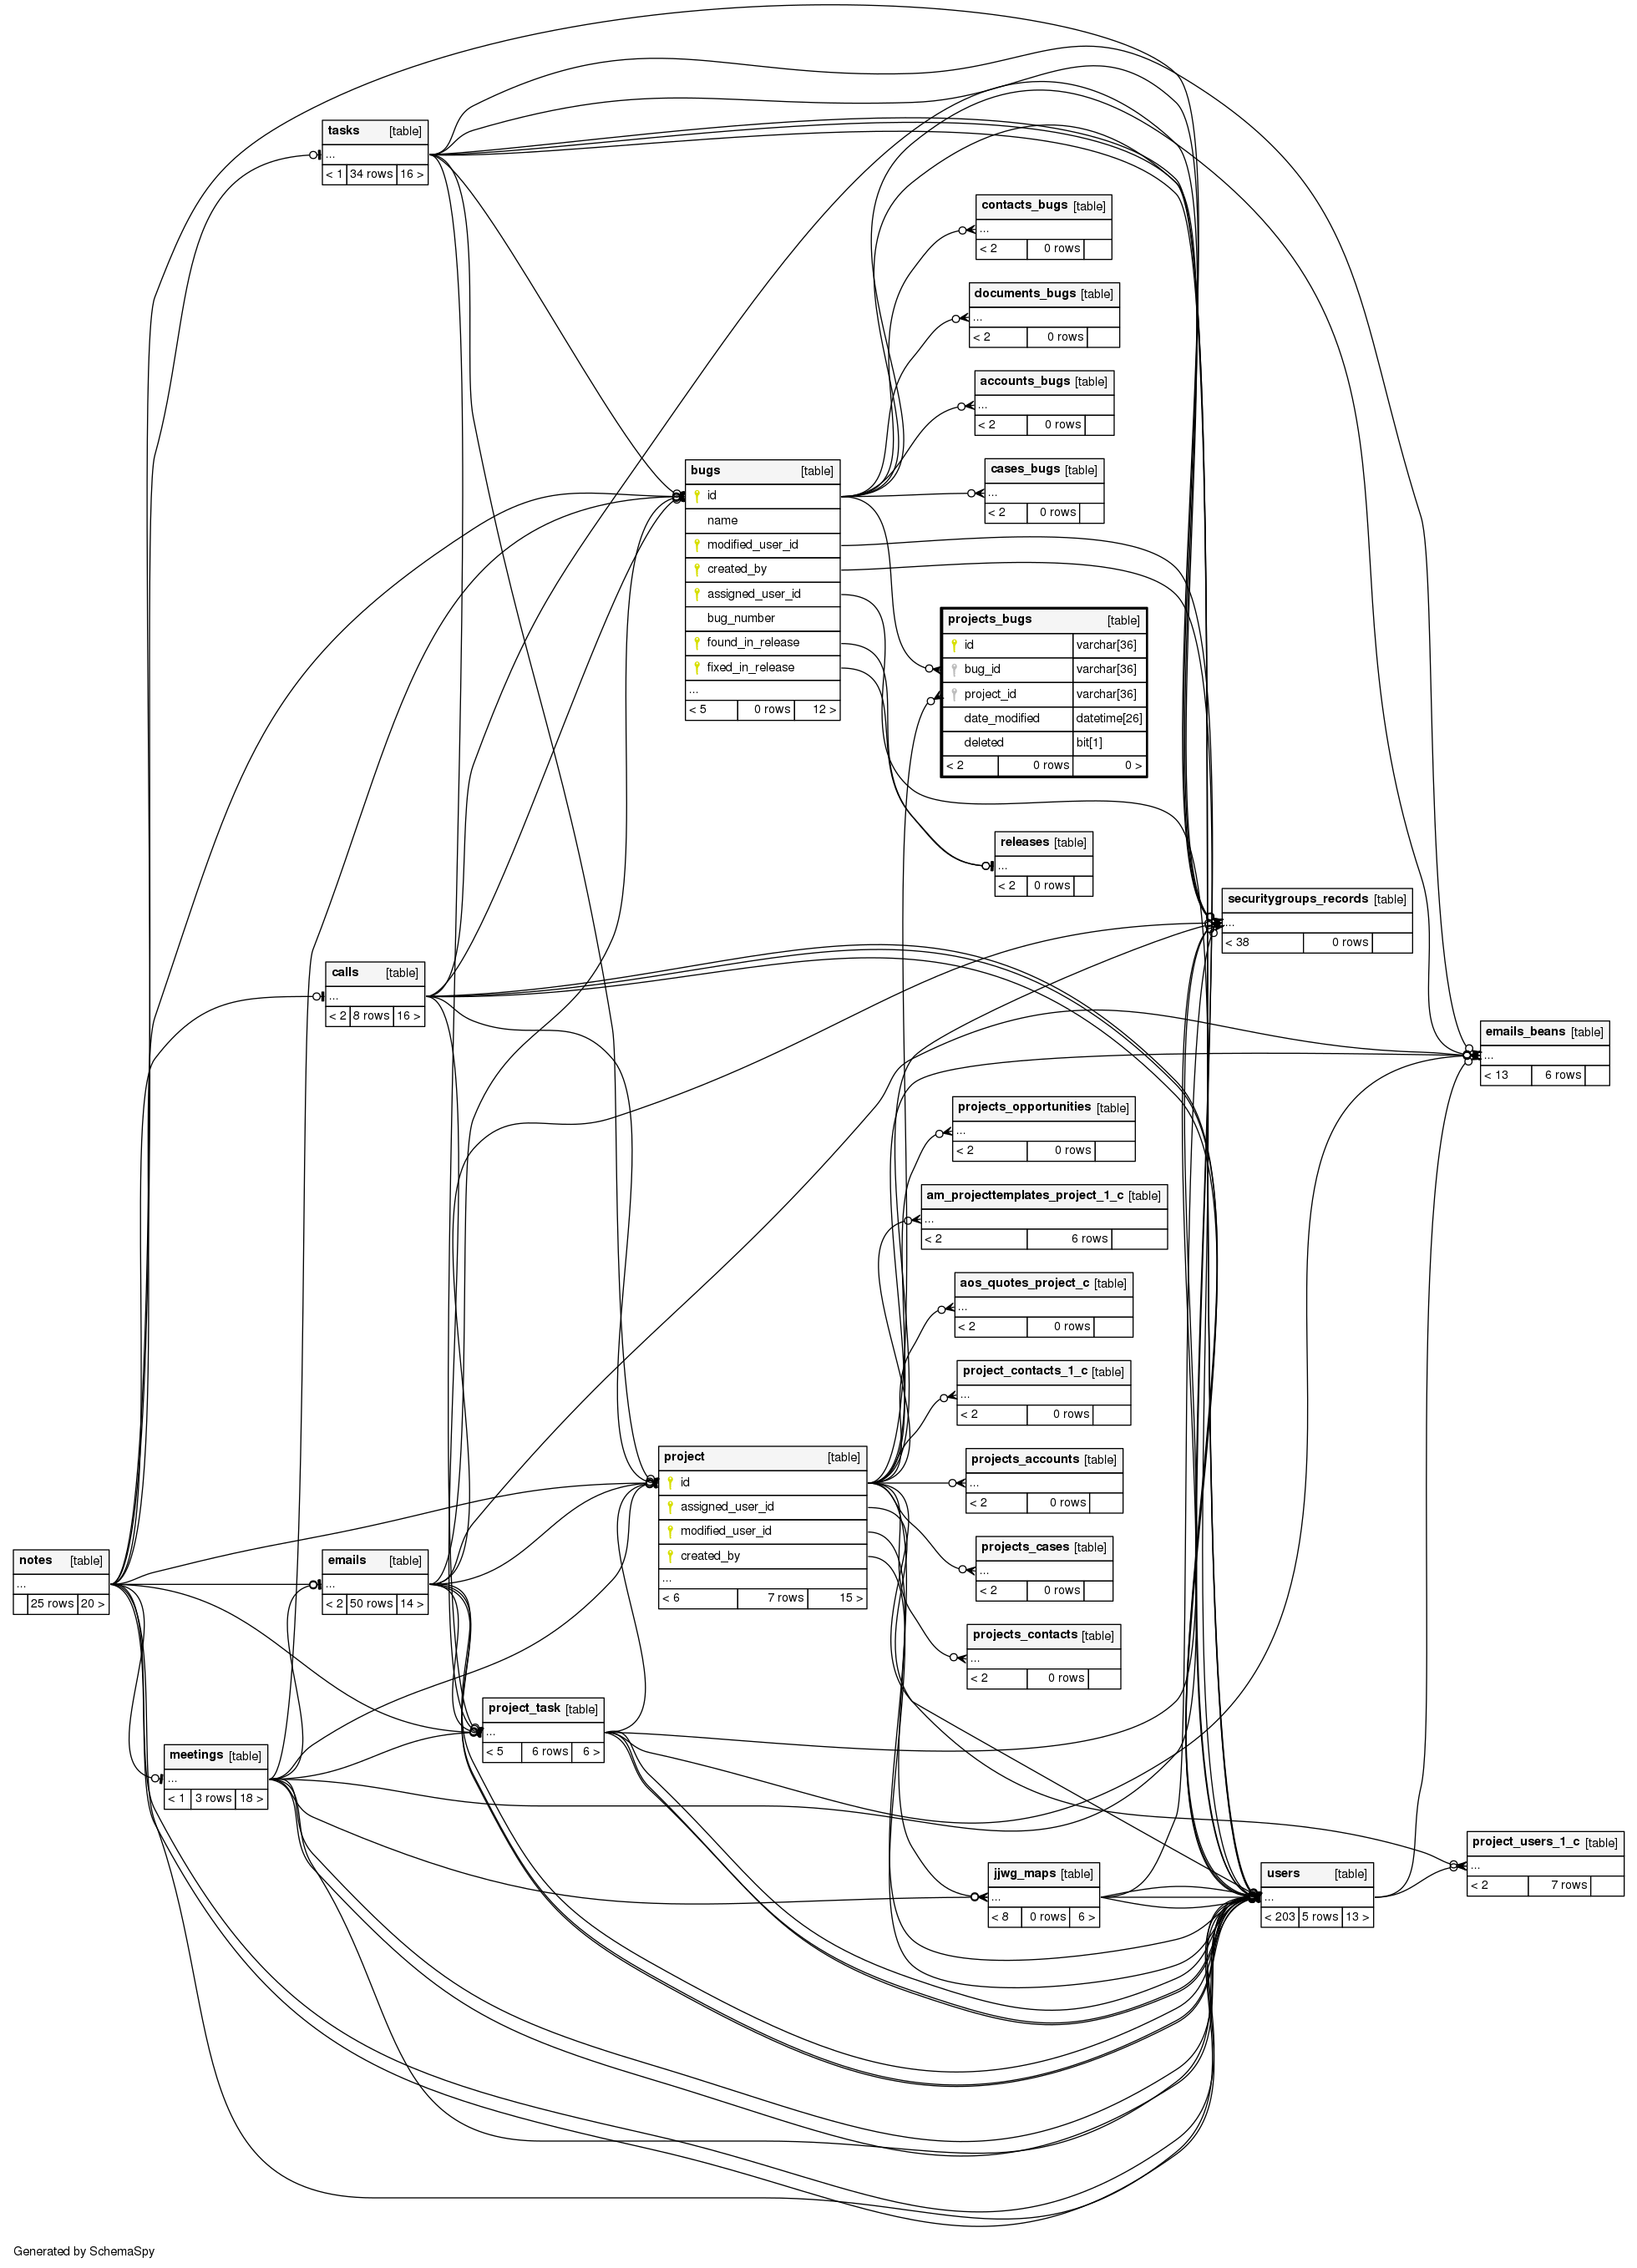 tasks [table]
...
< 1 34 rows 16 >
contacts_bugs [table]
...
< 2 0 rows
documents_bugs [table]
...
< 2 0 rows
accounts_bugs [table]
...
< 2 0 rows
cases_bugs [table]
...
< 2 0 rows
bugs [table]
id
name
modified_user_id
created_by
assigned_user_id
bug_number
found_in_release
fixed_in_release
...
< 5 0 rows 12 >
projects_bugs [table]
id varchar[36]
bug_id varchar[36]
project_id varchar[36]
date_modified datetime[26]
deleted bit[1]
< 2 0 rows 0 >
releases [table]
...
< 2 0 rows
securitygroups_records [table]
...
< 38 0 rows
calls [table]
...
< 2 8 rows 16 >
emails_beans [table]
...
< 13 6 rows
projects_opportunities [table]
...
< 2 0 rows
am_projecttemplates_project_1_c [table]
...
< 2 6 rows
aos_quotes_project_c [table]
...
< 2 0 rows
project_contacts_1_c [table]
...
< 2 0 rows
project [table]
id
assigned_user_id
modified_user_id
created_by
...
< 6 7 rows 15 >
projects_accounts [table]
...
< 2 0 rows
projects_cases [table]
...
< 2 0 rows
projects_contacts [table]
...
< 2 0 rows
notes [table]
...
25 rows 20 >
emails [table]
...
< 2 50 rows 14 >
project_task [table]
...
< 5 6 rows 6 >
meetings [table]
...
< 1 3 rows 18 >
jjwg_maps [table]
...
< 8 0 rows 6 >
users [table]
...
< 203 5 rows 13 >
project_users_1_c [table]
...
< 2 7 rows
Generated by SchemaSpy